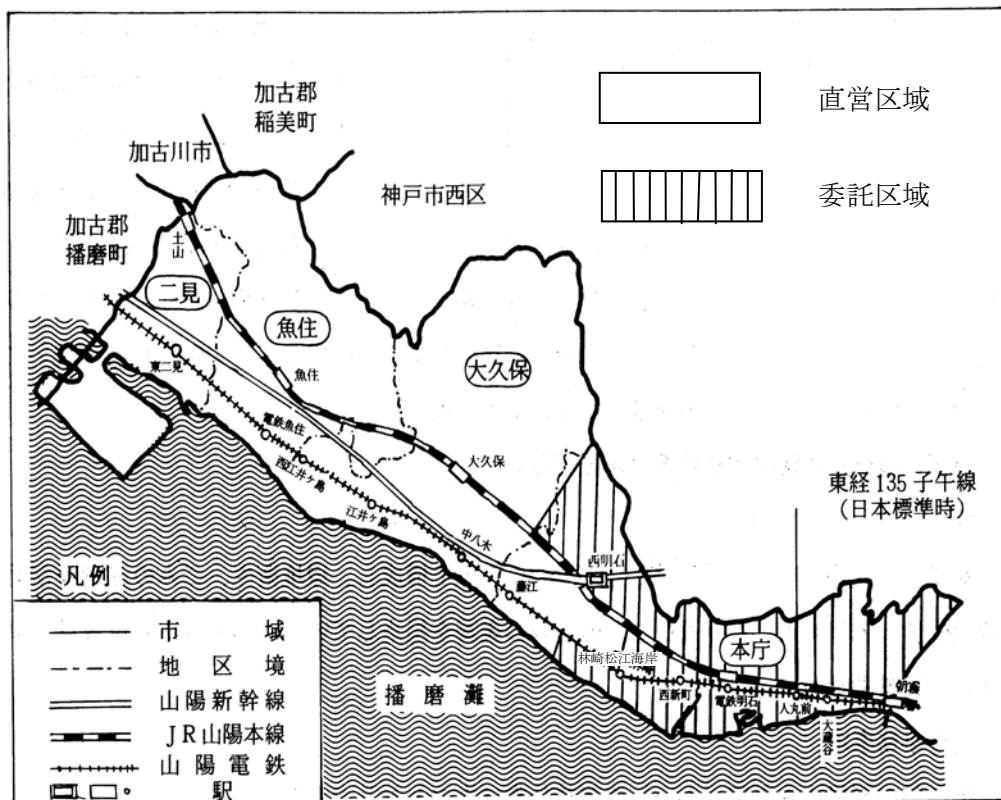 加古郡
稲美町
直営区域
加古川市
神戸市西区
委託区域
加古郡
播磨町
土山
二見
魚住
大久保
東二見
魚住
電鉄魚住
西江井ヶ島
大久保
江井ヶ島
東経135子午線
(日本標準時)
中八木
西明石
藤江
凡例
市域
地区境
山陽新幹線
JR山陽本線
山陽電鉄
駅
播磨灘
本庁
林崎松江海岸
西新町
電鉄明石
人丸前
大蔵谷
朝霧